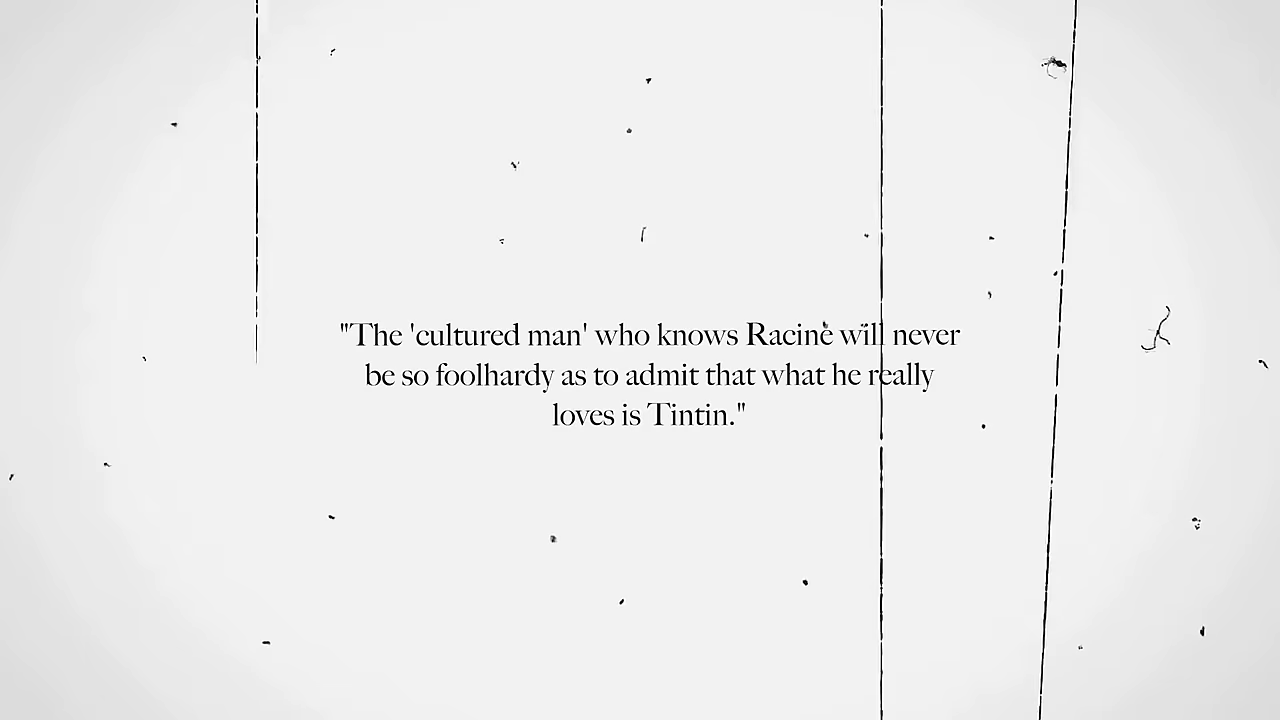 "The 'cultured man' who knows Racine will never
be so foolhardy as to admit that what he really
loves is Tintin."